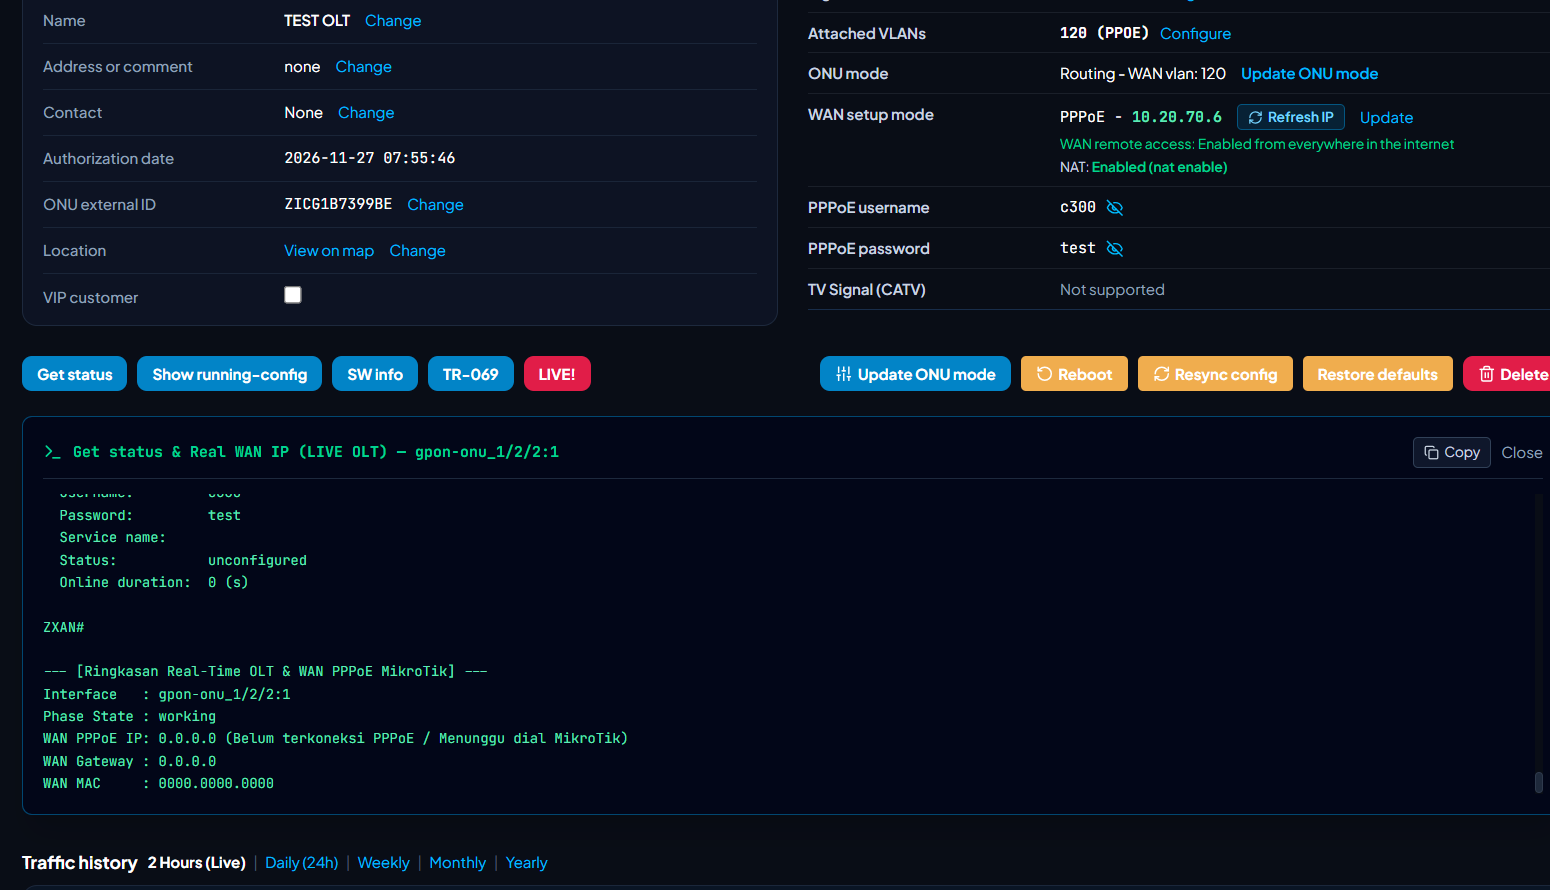 Name TEST OLT Change
Address or comment none Change
Contact None Change
Authorization date 2026-11-27 07:55:46
ONU external ID ZICG1B7399BE Change
Location View on map Change
VIP customer
Attached VLANs 120 (PPOE) Configure
ONU mode Routing - WAN vlan: 120 Update ONU mode
WAN setup mode PPPoE - 10.20.70.6 Refresh IP Update
WAN remote access: Enabled from everywhere in the internet
NAT: Enabled (nat enable)
PPPoE username c300
PPPoE password test
TV Signal (CATV) Not supported
Get status Show running-config SW info TR-069 LIVE! Update ONU mode Reboot Resync config Restore defaults Delete
>_ Get status & Real WAN IP (LIVE OLT) — gpon-onu_1/2/2:1 Copy Close
Password: test
Service name:
Status: unconfigured
Online duration: 0 (s)
ZXAN#
--- [Ringkasan Real-Time OLT & WAN PPPoE MikroTik] ---
Interface : gpon-onu_1/2/2:1
Phase State : working
WAN PPPoE IP: 0.0.0.0 (Belum terkoneksi PPPoE / Menunggu dial MikroTik)
WAN Gateway : 0.0.0.0
WAN MAC : 0000.0000.0000
Traffic history 2 Hours (Live) | Daily (24h) | Weekly | Monthly | Yearly